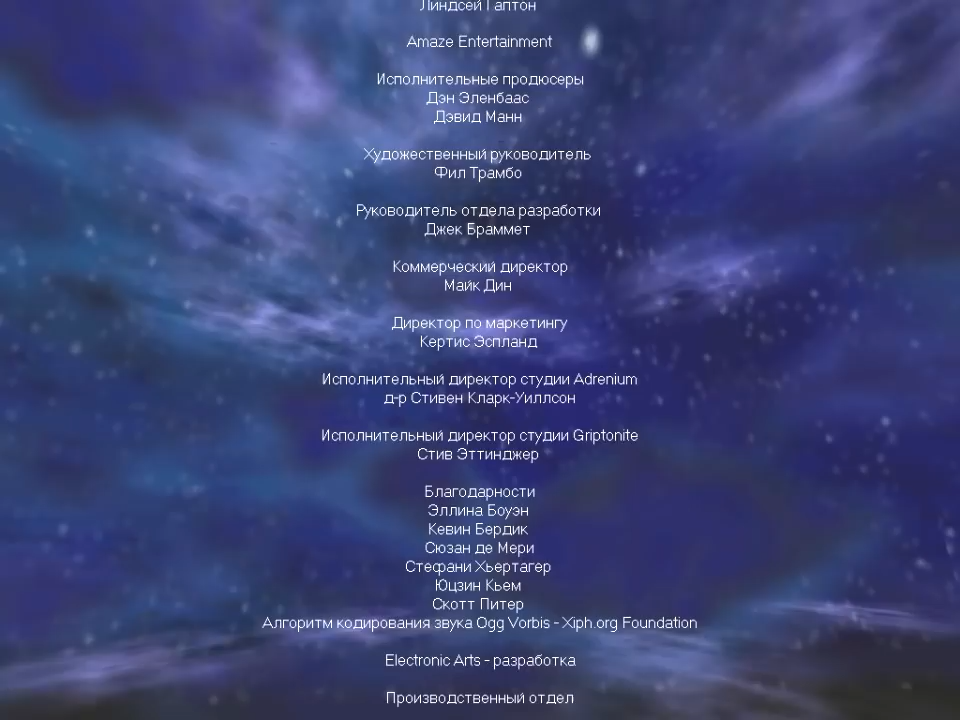 Линдсей Гаптон
Amaze Entertainment
Исполнительные продюсеры
Дэн Эленбаас
Дэвид Манн
Художественный руководитель
Фил Трамбо
Руководитель отдела разработки
Джек Браммет
Коммерческий директор
Майк Дин
Директор по маркетингу
Кертис Эспланд
Исполнительный директор студии Adrenium
д-р Стивен Кларк-Уиллсон
Исполнительный директор студии Griptonite
Стив Эттинджер
Благодарности
Эллина Боуэн
Кевин Бердик
Сюзан де Мери
Стефани Хьертагер
Юцзин Кьем
Скотт Питер
Алгоритм кодирования звука Ogg Vorbis - Xiph.org Foundation
Electronic Arts - разработка
Производственный отдел